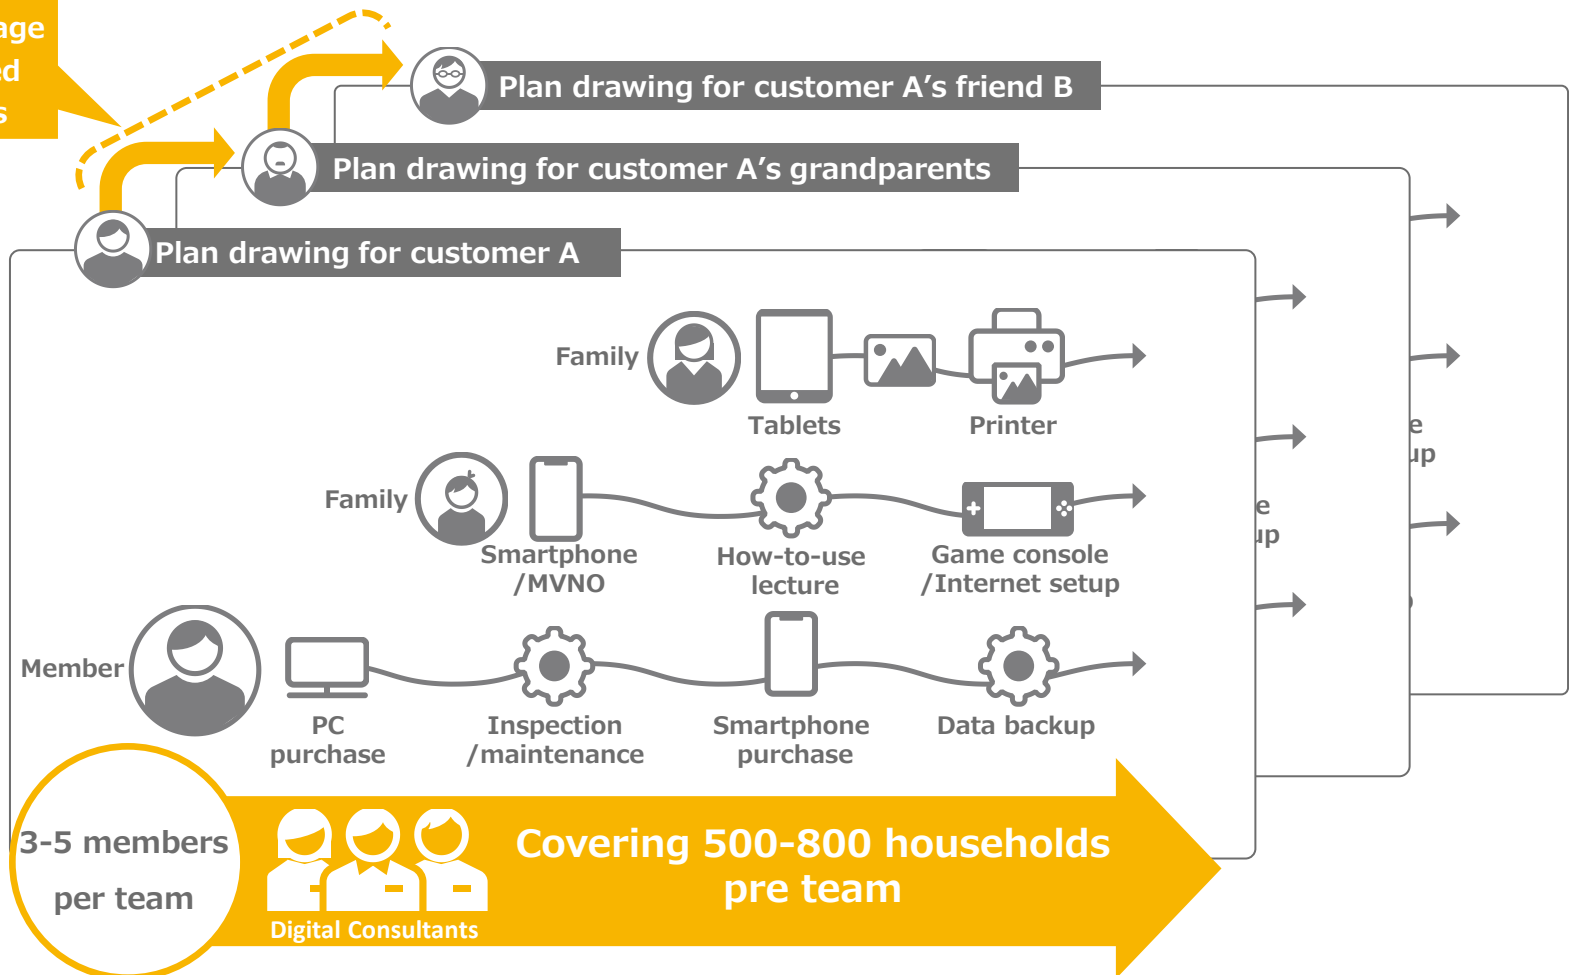 Plan drawing for customer A’s friend B
Plan drawing for customer A’s grandparents
Plan drawing for customer A
Family
Tablets
Printer
Family
Smartphone
/MVNO
How-to-use
lecture
Game console
/Internet setup
Member
PC
purchase
Inspection
/maintenance
Smartphone
purchase
Data backup
3-5 members
per team
Digital Consultants
Covering 500-800 households
pre team